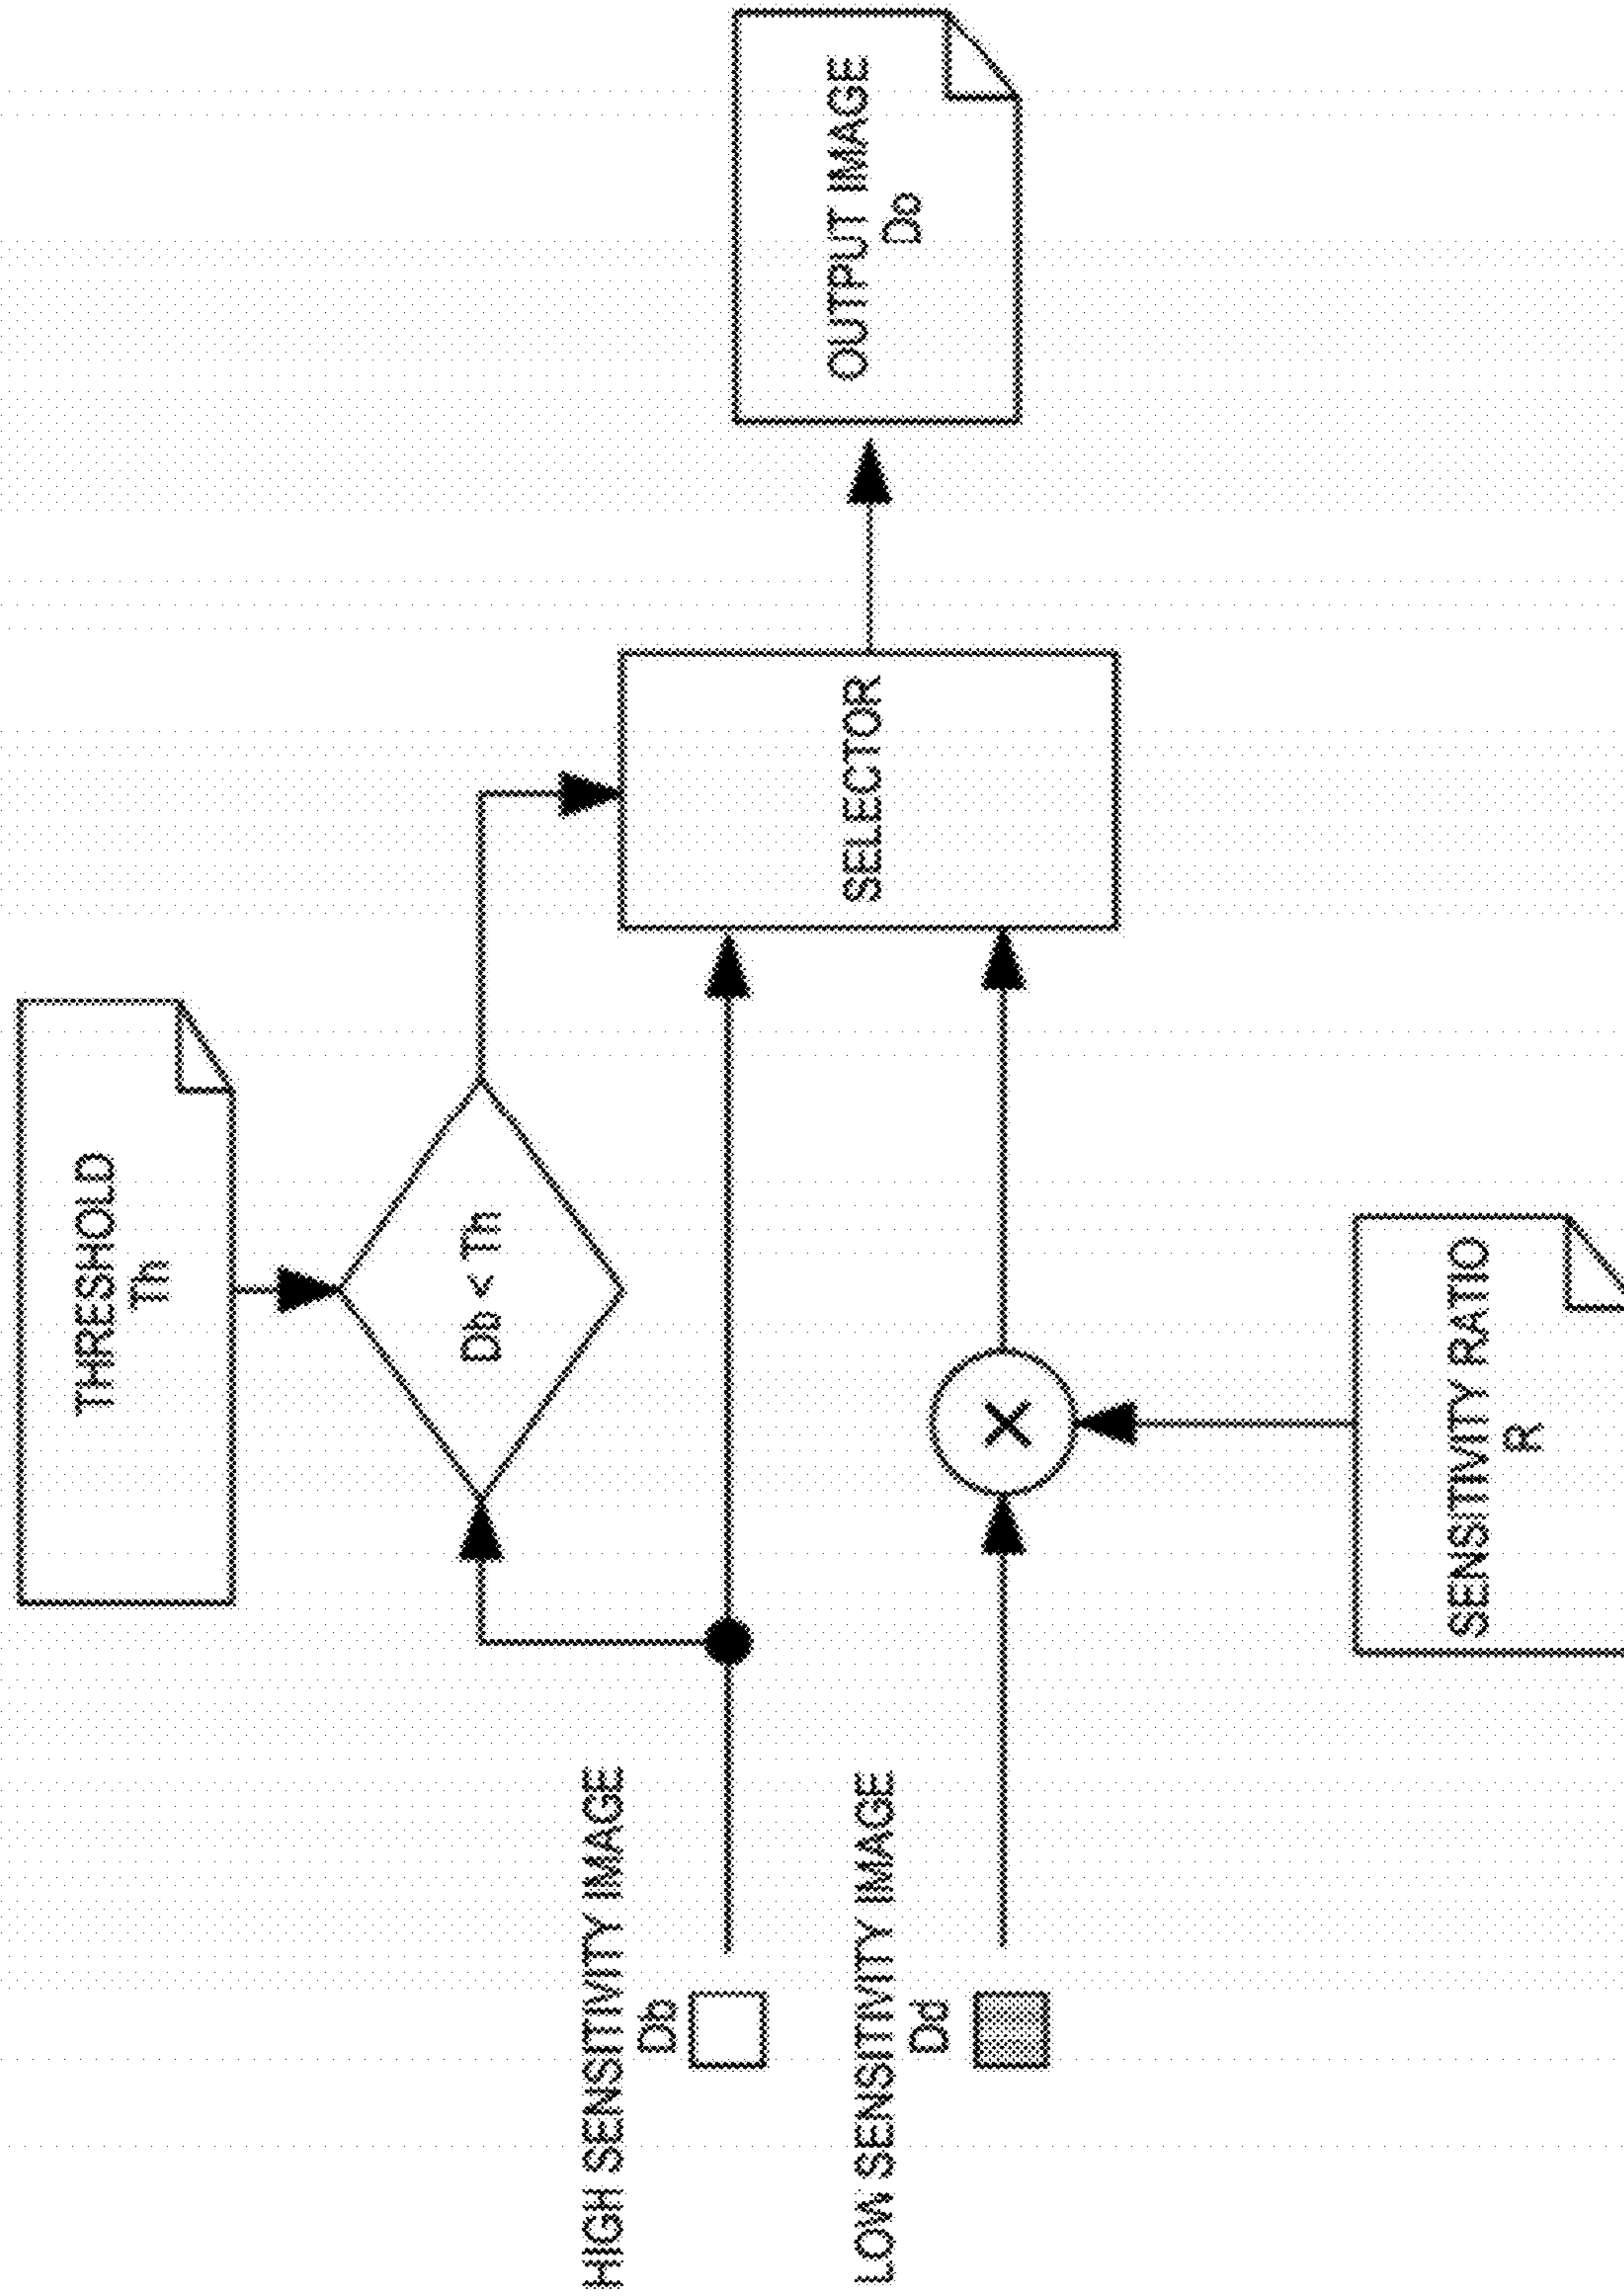 THRESHOLD
Th
Db < Th
HIGH SENSITIVITY IMAGE
Db
LOW SENSITIVITY IMAGE
Dd
×
SELECTOR
OUTPUT IMAGE
Do
SENSITIVITY RATIO
R